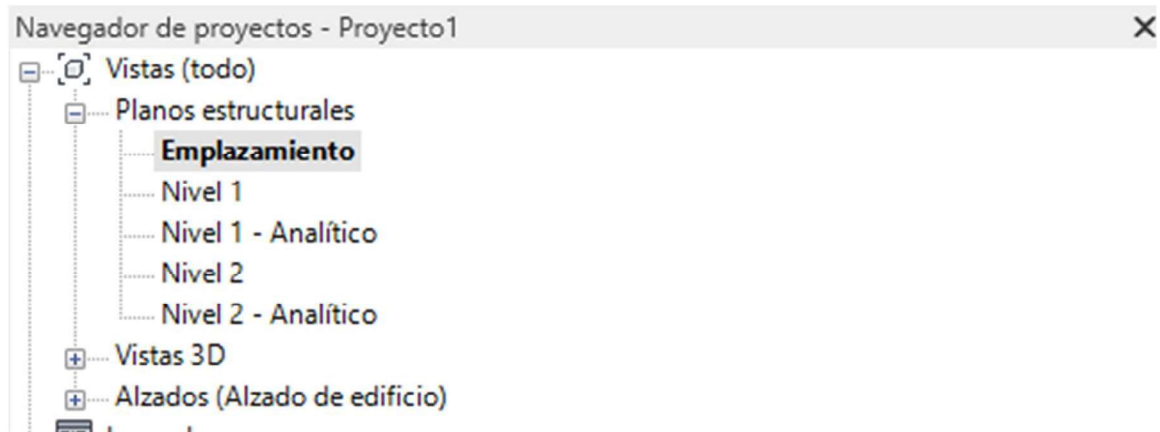 Navegador de proyectos - Proyecto1
Vistas (todo)
Planos estructurales
Emplazamiento
Nivel 1
Nivel 1 - Analítico
Nivel 2
Nivel 2 - Analítico
Vistas 3D
Alzados (Alzado de edificio)